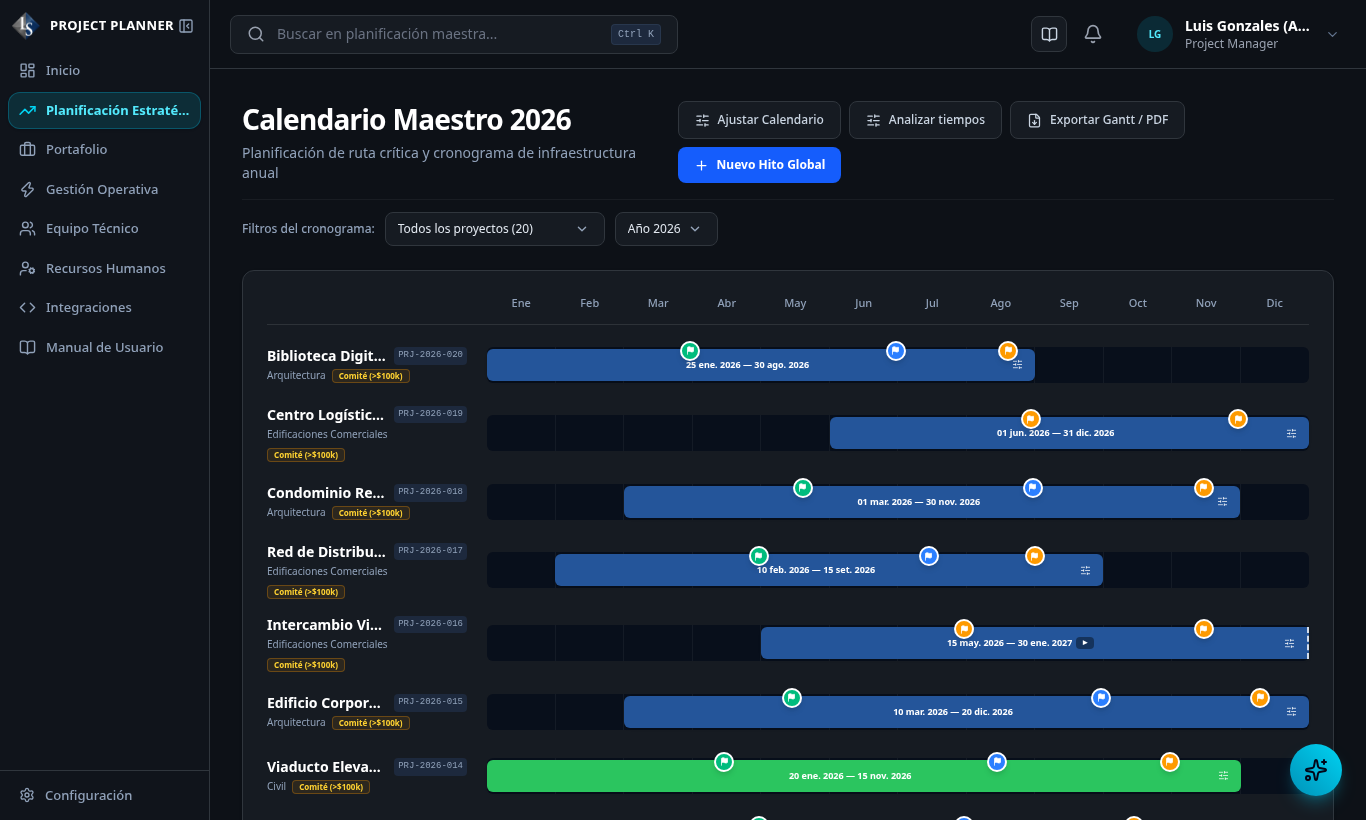 LS
PROJECT PLANNER
Inicio
Planificación Estraté...
Portafolio
Gestión Operativa
Equipo Técnico
Recursos Humanos
Integraciones
Manual de Usuario
Configuración
Buscar en planificación maestra...
Ctrl K
LG
Luis Gonzales (A...
Project Manager
Calendario Maestro 2026
Planificación de ruta crítica y cronograma de infraestructura
anual
Ajustar Calendario
Analizar tiempos
Exportar Gantt / PDF
Nuevo Hito Global
Filtros del cronograma:
Todos los proyectos (20)
Año 2026
Ene Feb Mar Abr May Jun Jul Ago Sep Oct Nov Dic
Biblioteca Digit... PRJ-2026-020
Arquitectura Comité (>$100k)
25 ene. 2026 — 30 ago. 2026
Centro Logístic... PRJ-2026-019
Edificaciones Comerciales
Comité (>$100k)
01 jun. 2026 — 31 dic. 2026
Condominio Re... PRJ-2026-018
Arquitectura Comité (>$100k)
01 mar. 2026 — 30 nov. 2026
Red de Distribu... PRJ-2026-017
Edificaciones Comerciales
Comité (>$100k)
10 feb. 2026 — 15 set. 2026
Intercambio Vi... PRJ-2026-016
Edificaciones Comerciales
Comité (>$100k)
15 may. 2026 — 30 ene. 2027
Edificio Corpor... PRJ-2026-015
Arquitectura Comité (>$100k)
10 mar. 2026 — 20 dic. 2026
Viaducto Eleva... PRJ-2026-014
Civil Comité (>$100k)
20 ene. 2026 — 15 nov. 2026